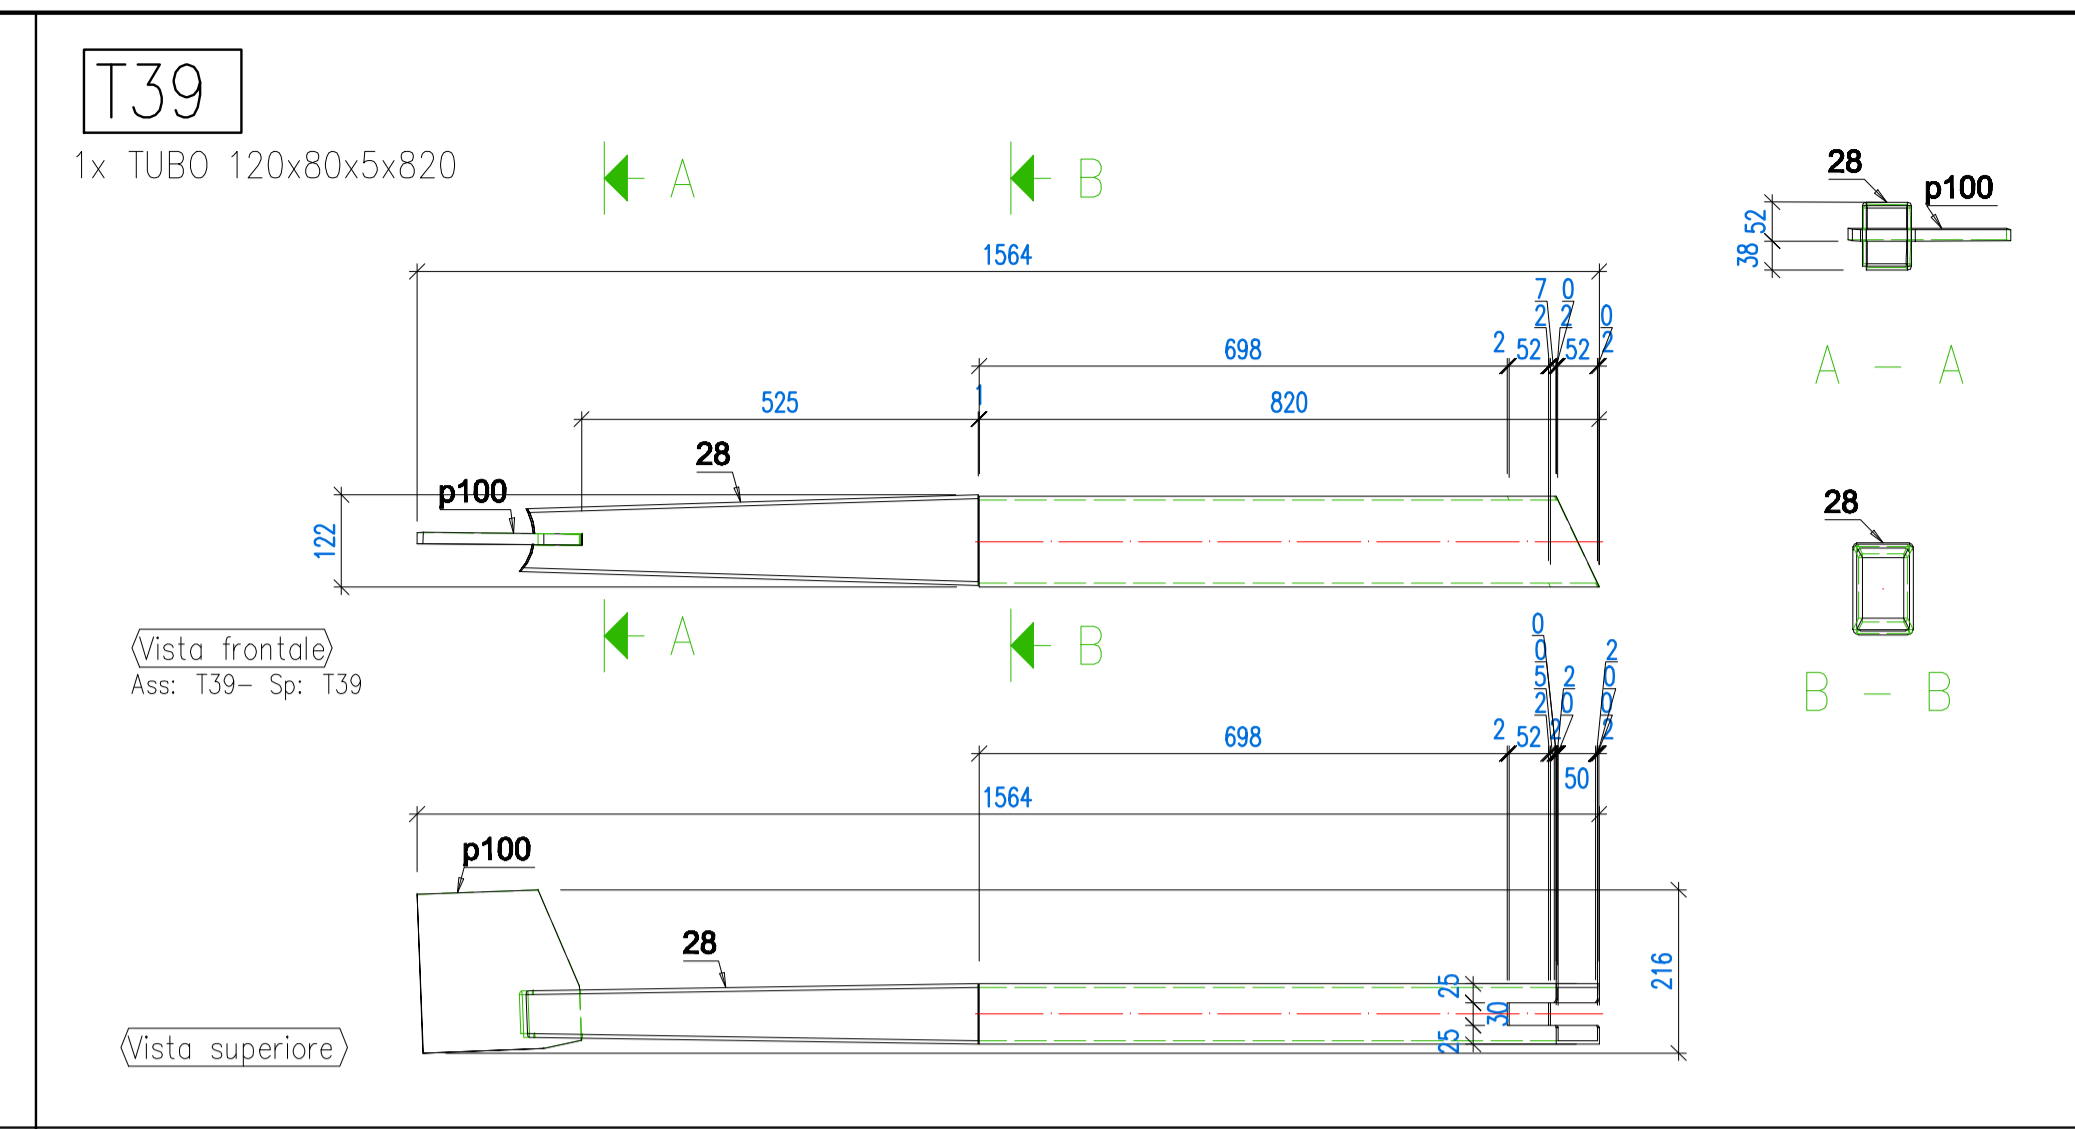 T39
1x TUBO 120x80x5x820
A
B
28
p100
52
38
1564
7 0
2 2 0
698
2 52 52 2
A - A
525
1
820
28
p100
122
28
A
B
Vista frontale
Ass: T39- Sp: T39
B - B
0
0 2
5 2 0
2 0 0
698
2 52 2 2
50
1564
p100
28
216
25
30
25
Vista superiore